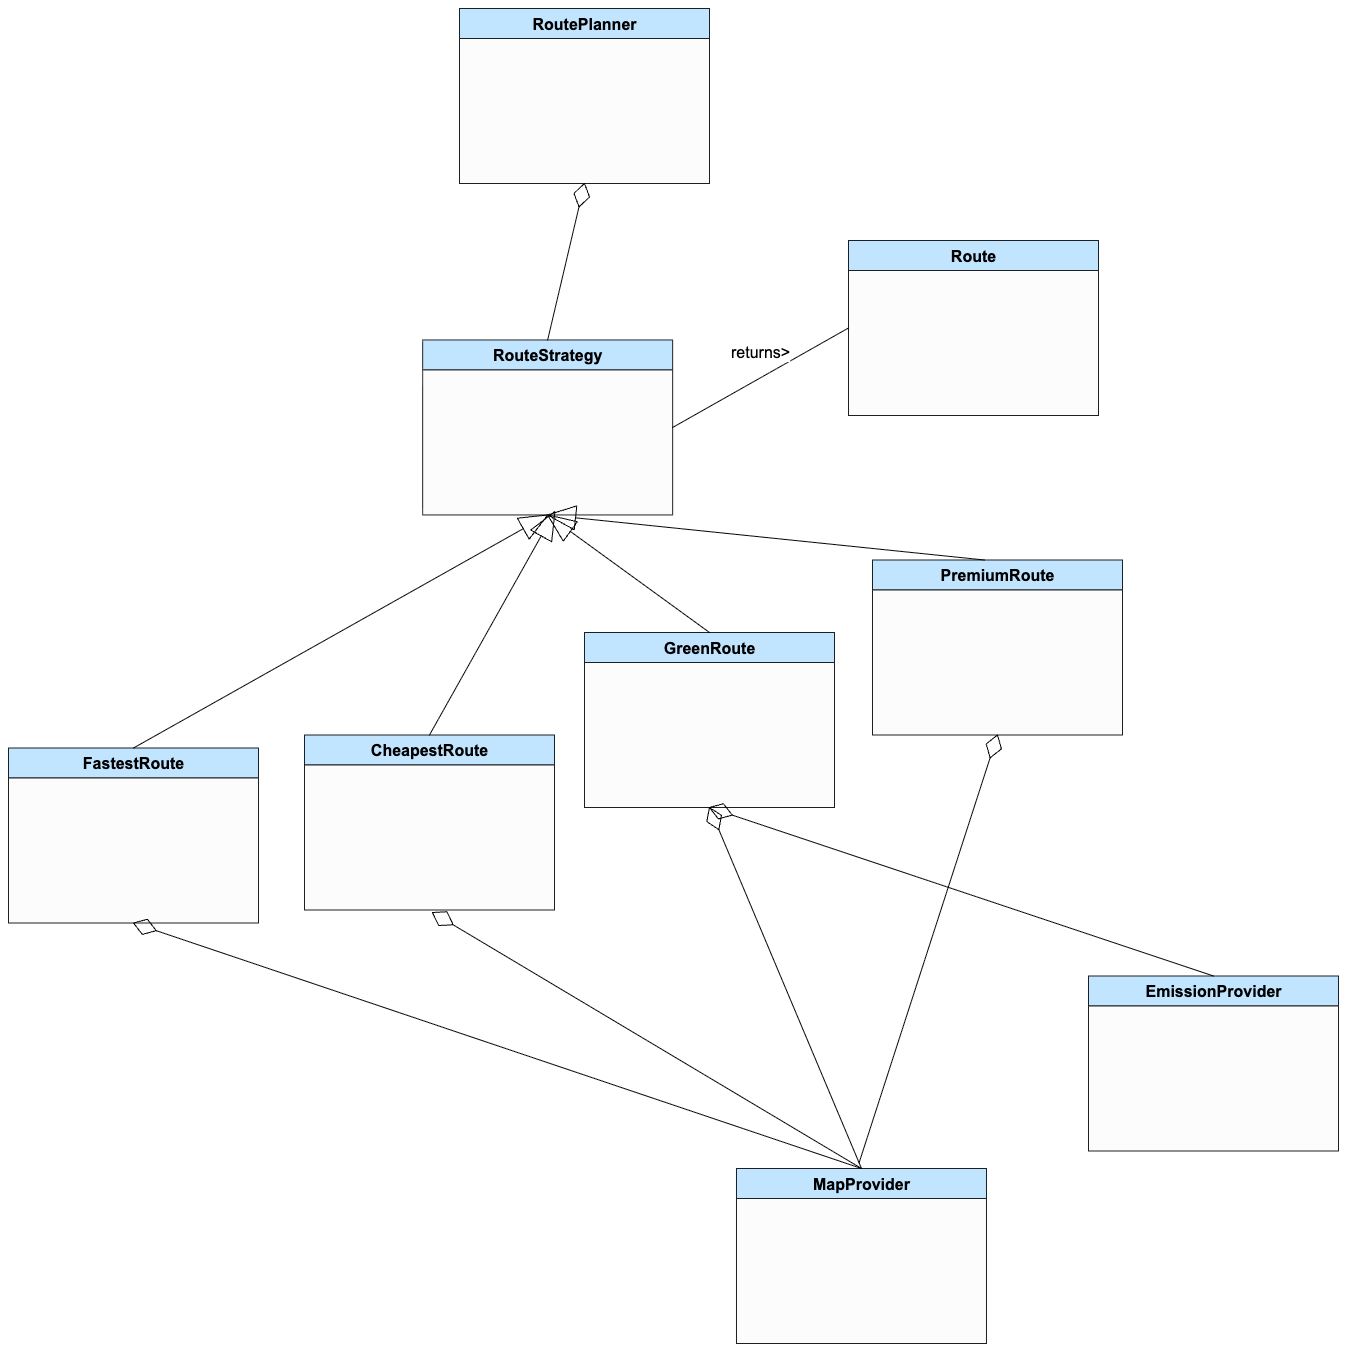 RoutePlanner
Route
returns>
RouteStrategy
PremiumRoute
GreenRoute
CheapestRoute
FastestRoute
EmissionProvider
MapProvider